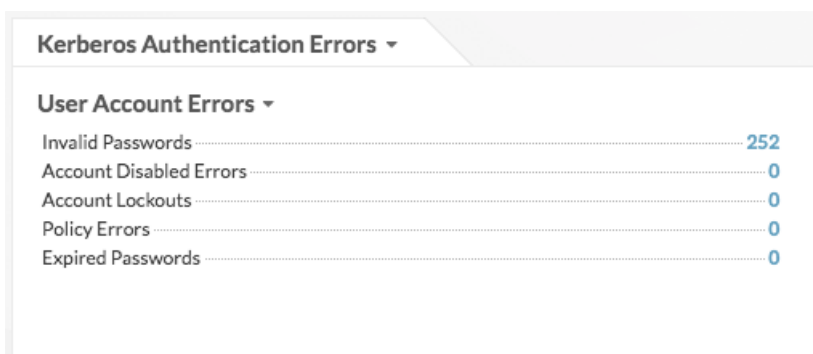 Kerberos Authentication Errors
User Account Errors
Invalid Passwords 252
Account Disabled Errors 0
Account Lockouts 0
Policy Errors 0
Expired Passwords 0